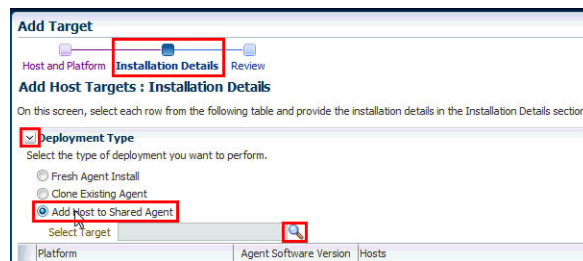 Add Target
Host and Platform Installation Details Review
Add Host Targets : Installation Details
On this screen, select each row from the following table and provide the installation details in the Installation Details section
Deployment Type
Select the type of deployment you want to perform.
Fresh Agent Install
Clone Existing Agent
Add Host to Shared Agent
Select Target
Platform Agent Software Version Hosts